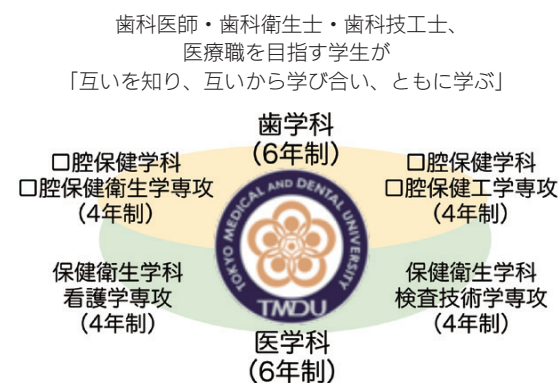 歯科医師・歯科衛生士・歯科技工士、
医療職を目指す学生が
「互いを知り、互いから学び合い、ともに学ぶ」
歯学科
(6年制)
口腔保健学科
口腔保健衛生学専攻
(4年制)
口腔保健学科
口腔保健工学専攻
(4年制)
TOKYO MEDICAL AND DENTAL UNIVERSITY
TMDU
保健衛生学科
看護学専攻
(4年制)
保健衛生学科
検査技術学専攻
(4年制)
医学科
(6年制)